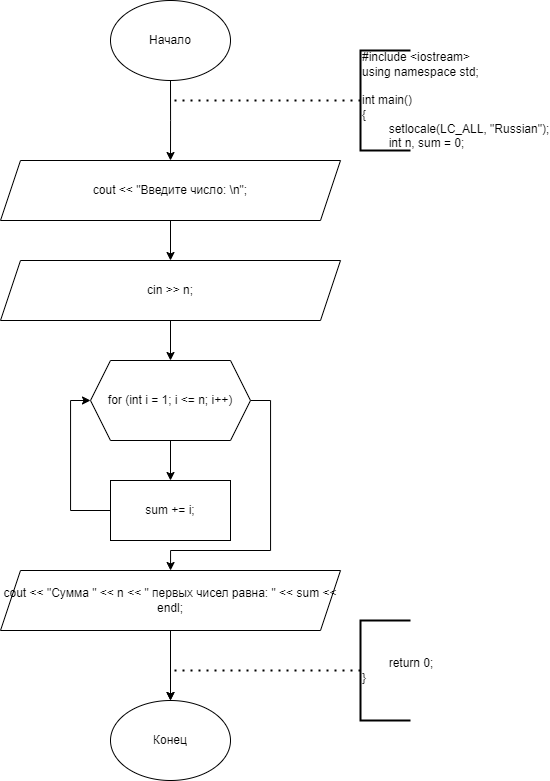 Начало
#include <iostream>
using namespace std;
int main()
{
setlocale(LC_ALL, "Russian");
int n, sum = 0;
cout << "Введите число: \n";
cin >> n;
for (int i = 1; i <= n; i++)
sum += i;
cout << "Сумма " << n << " первых чисел равна: " << sum <<
endl;
return 0;
}
Конец